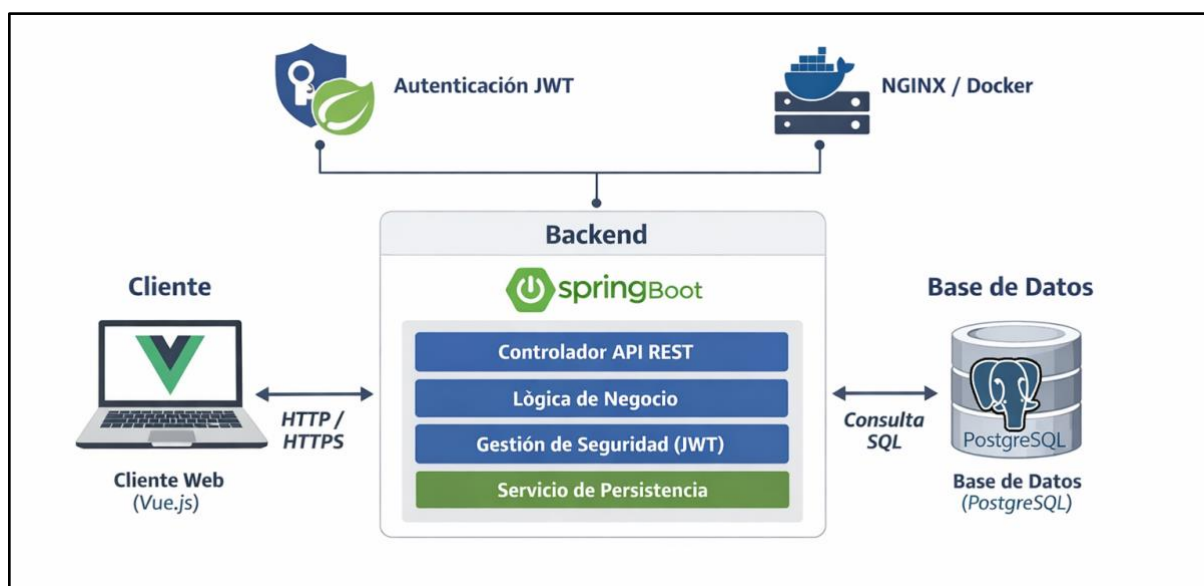 Autenticación JWT
NGINX / Docker
Backend
springBoot
Cliente
Base de Datos
Controlador API REST
Lògica de Negocio
Gestión de Seguridad (JWT)
Servicio de Persistencia
HTTP /
HTTPS
Consulta
SQL
PostgreSQL
Cliente Web
(Vue.js)
Base de Datos
(PostgreSQL)